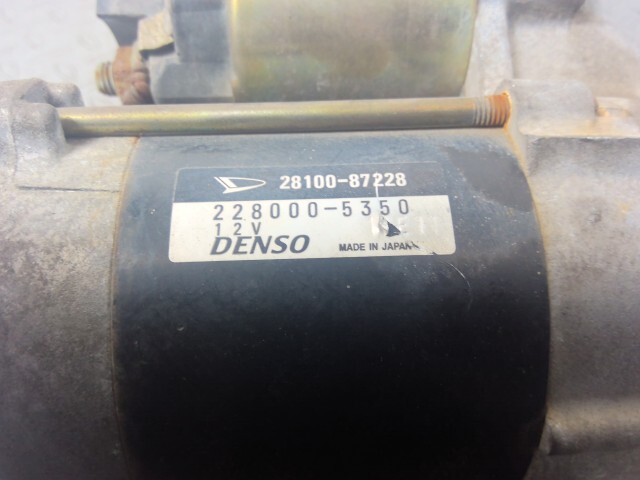 28100-87228
228000-5350
12V
DENSO MADE IN JAPAN